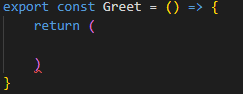 export const Greet = () => {
return (
)
}